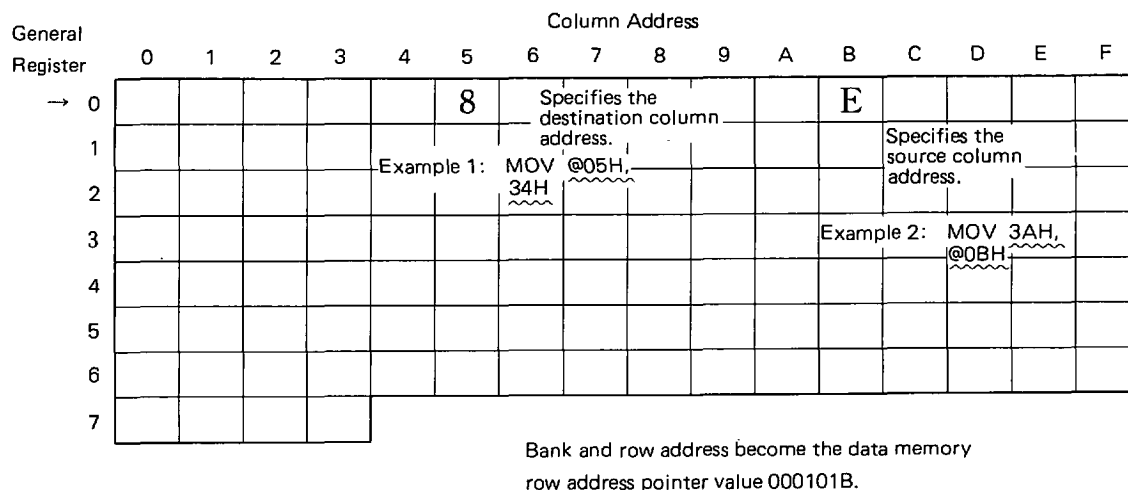 Column Address
General
Register
0 1 2 3 4 5 6 7 8 9 A B C D E F
→ 0
8
Specifies the
destination column
address.
E
1
Specifies the
source column
address.
Example 1: MOV @05H,
34H
2
3
Example 2: MOV 3AH,
@0BH
4
5
6
7
Bank and row address become the data memory
row address pointer value 000101B.